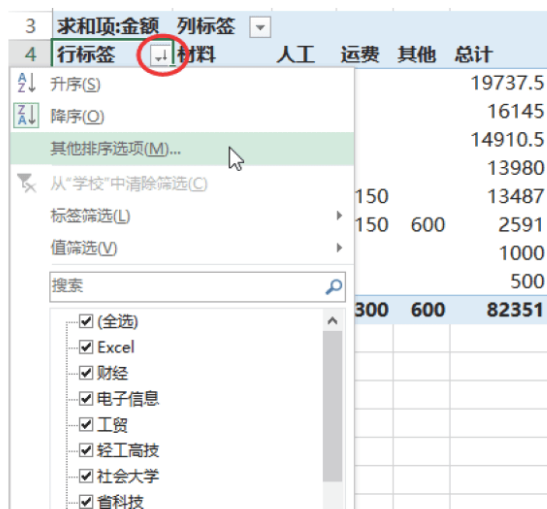 3 求和项:金额 列标签
4 行标签 材料 人工 运费 其他 总计
升序(S) 19737.5
降序(O) 16145
其他排序选项(M)... 14910.5
13980
从"学校"中清除筛选(C) 150 13487
标签筛选(L) 150 600 2591
值筛选(V) 1000
搜索 500
(全选) 300 600 82351
Excel
财经
电子信息
工贸
轻工高技
社会大学
省科技